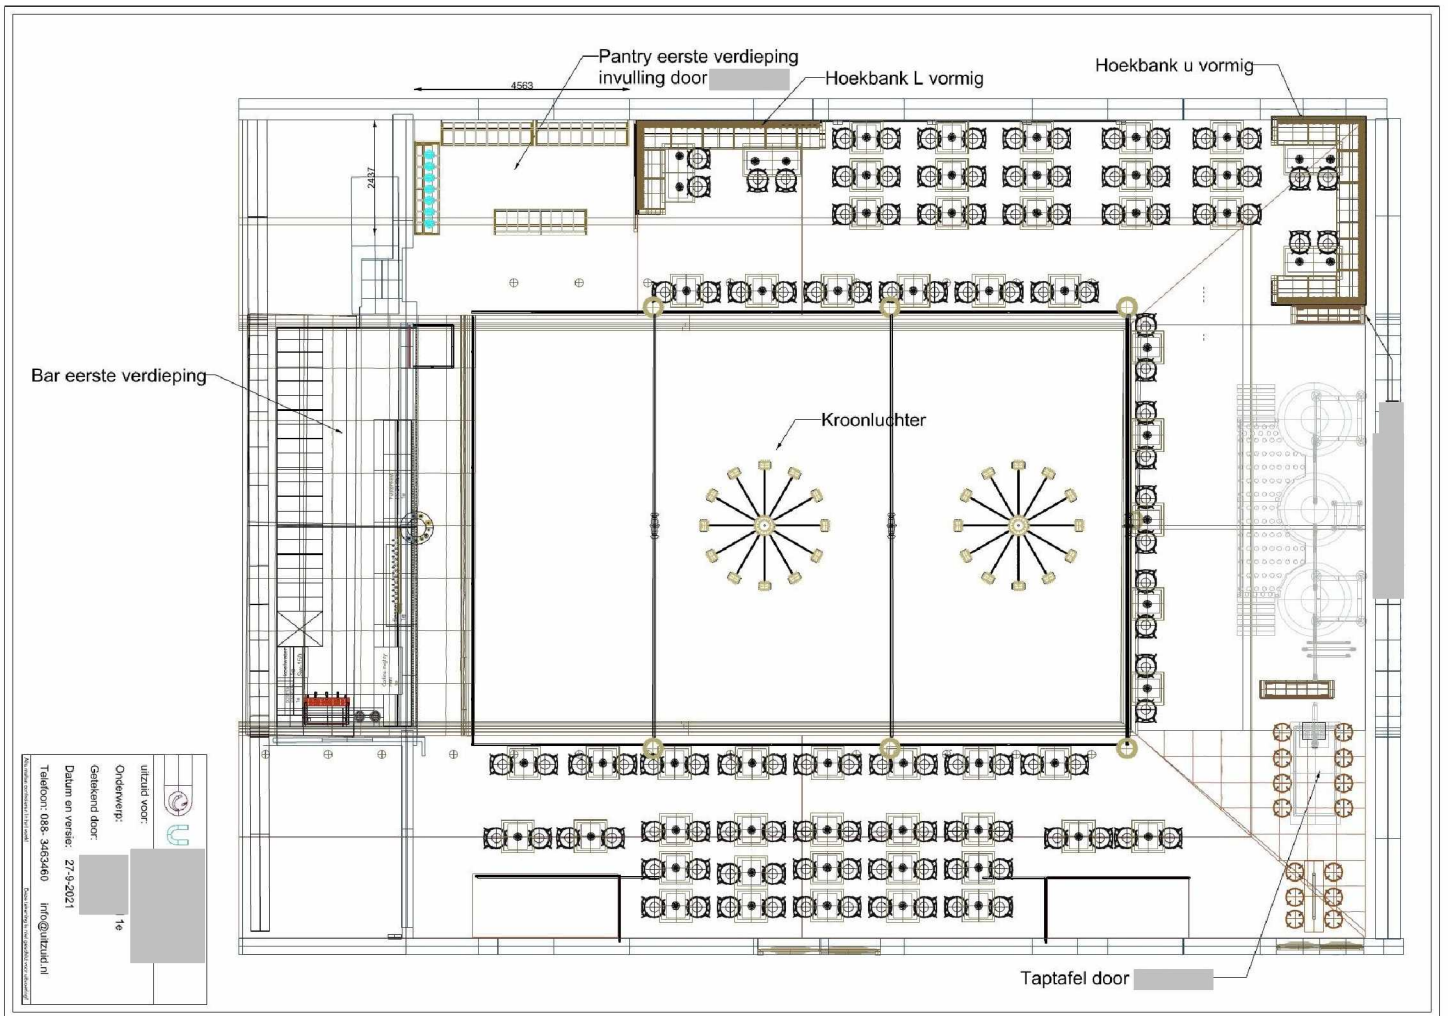 Pantry eerste verdieping
invulling door
Hoekbank L vormig
Hoekbank u vormig
4563
2437
Bar eerste verdieping
Kroonluchter
Taptafel door
uitzuid voor:
Onderwerp:
1e
Getekend door:
Datum en versie: 27-9-2021
Telefoon: 088- 3463460 info@uitzuid.nl